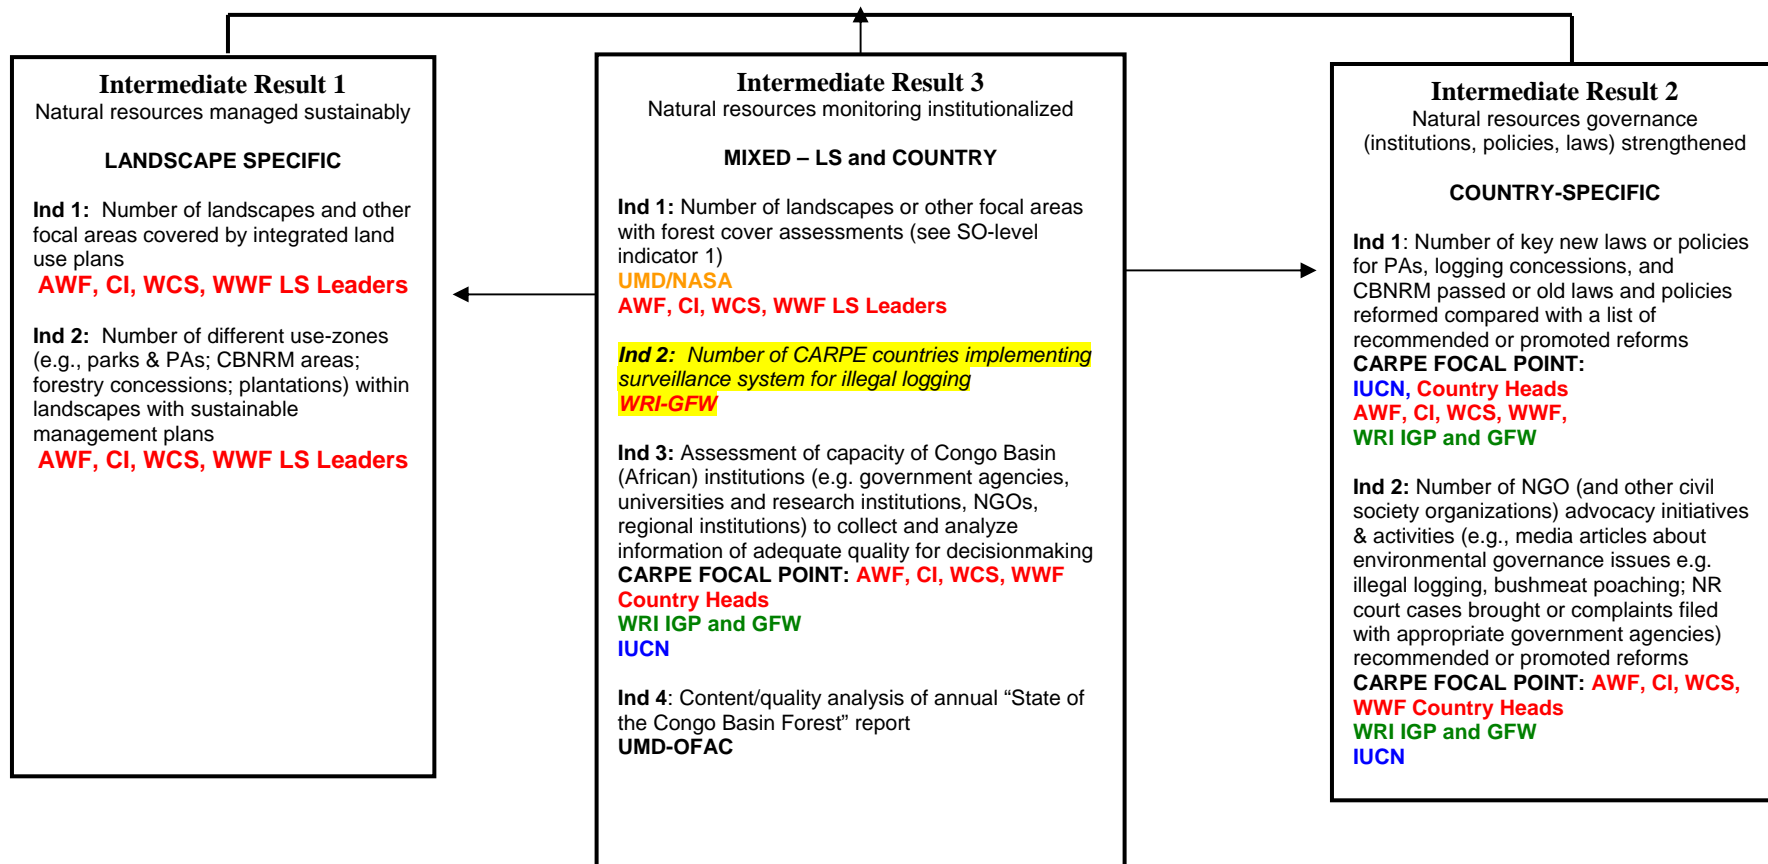 Intermediate Result 1
Natural resources managed sustainably
LANDSCAPE SPECIFIC
Ind 1:  Number of landscapes and other
focal areas covered by integrated land
use plans
AWF, CI, WCS, WWF LS Leaders
Ind 2:  Number of different use-zones
(e.g., parks & PAs; CBNRM areas;
forestry concessions; plantations) within
landscapes with sustainable
management plans
AWF, CI, WCS, WWF LS Leaders
Intermediate Result 3
Natural resources monitoring institutionalized
MIXED – LS and COUNTRY
Ind 1: Number of landscapes or other focal areas
with forest cover assessments (see SO-level
indicator 1)
UMD/NASA
AWF, CI, WCS, WWF LS Leaders
Ind 2:  Number of CARPE countries implementing
surveillance system for illegal logging
WRI-GFW
Ind 3: Assessment of capacity of Congo Basin
(African) institutions (e.g. government agencies,
universities and research institutions, NGOs,
regional institutions) to collect and analyze
information of adequate quality for decisionmaking
CARPE FOCAL POINT: AWF, CI, WCS, WWF
Country Heads
WRI IGP and GFW
IUCN
Ind 4: Content/quality analysis of annual “State of
the Congo Basin Forest” report
UMD-OFAC
Intermediate Result 2
Natural resources governance
(institutions, policies, laws) strengthened
COUNTRY-SPECIFIC
Ind 1: Number of key new laws or policies
for PAs, logging concessions, and
CBNRM passed or old laws and policies
reformed compared with a list of
recommended or promoted reforms
CARPE FOCAL POINT:
IUCN, Country Heads
AWF, CI, WCS, WWF,
WRI IGP and GFW
Ind 2: Number of NGO (and other civil
society organizations) advocacy initiatives
& activities (e.g., media articles about
environmental governance issues e.g.
illegal logging, bushmeat poaching; NR
court cases brought or complaints filed
with appropriate government agencies)
recommended or promoted reforms
CARPE FOCAL POINT: AWF, CI, WCS,
WWF Country Heads
WRI IGP and GFW
IUCN